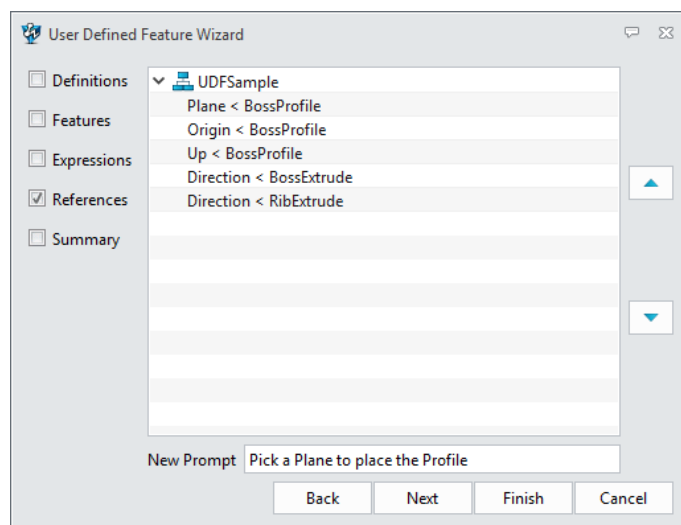 User Defined Feature Wizard
Definitions
Features
Expressions
References
Summary
UDFSample
Plane < BossProfile
Origin < BossProfile
Up < BossProfile
Direction < BossExtrude
Direction < RibExtrude
New Prompt Pick a Plane to place the Profile
Back Next Finish Cancel